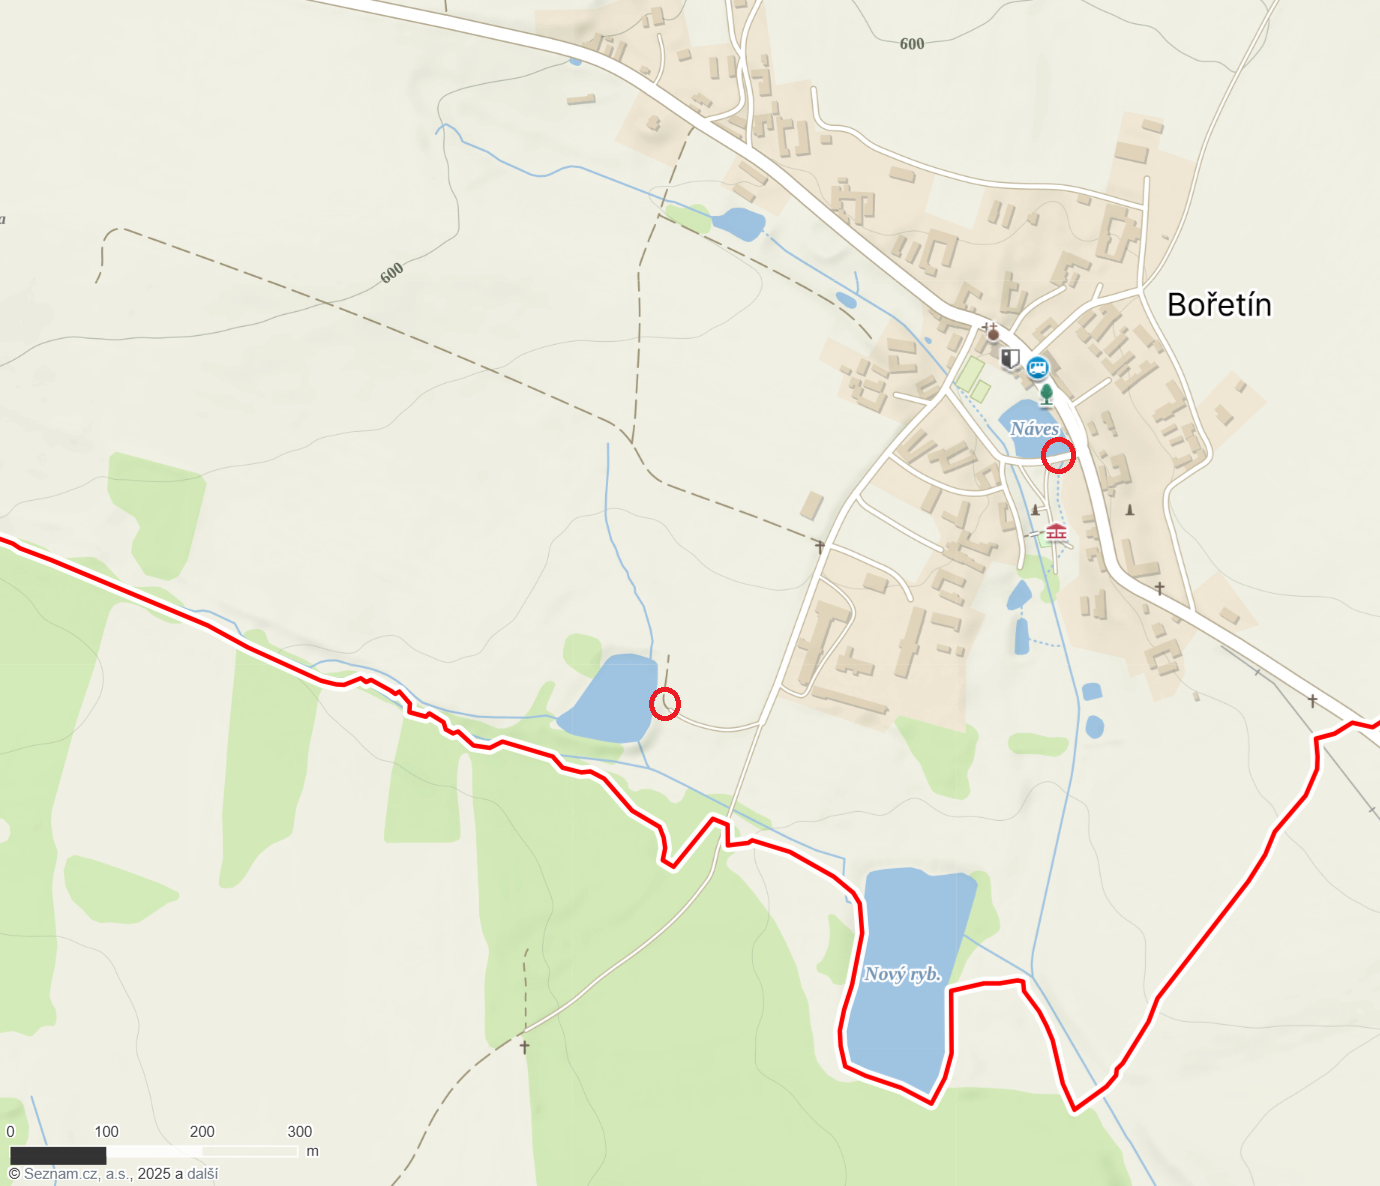 600
a
600
Bořetín
Náves
Nový ryb.
0 100 200 300
m
© Seznam.cz, a.s., 2025 a další